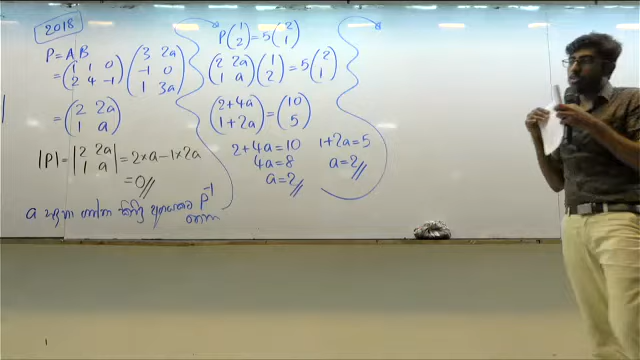 2018
P = A B
= (1 1 0 / 2 4 -1) (3 2a / -1 0 / 1 3a)
= (2 2a / 1 a)
|P| = |2 2a / 1 a| = 2×a - 1×2a
= 0//
P⁻¹
P(1 / 2) = 5(2 / 1)
(2 2a / 1 a)(1 / 2) = 5(2 / 1)
(2+4a / 1+2a) = (10 / 5)
2+4a=10
4a=8
a=2//
1+2a=5
a=2//